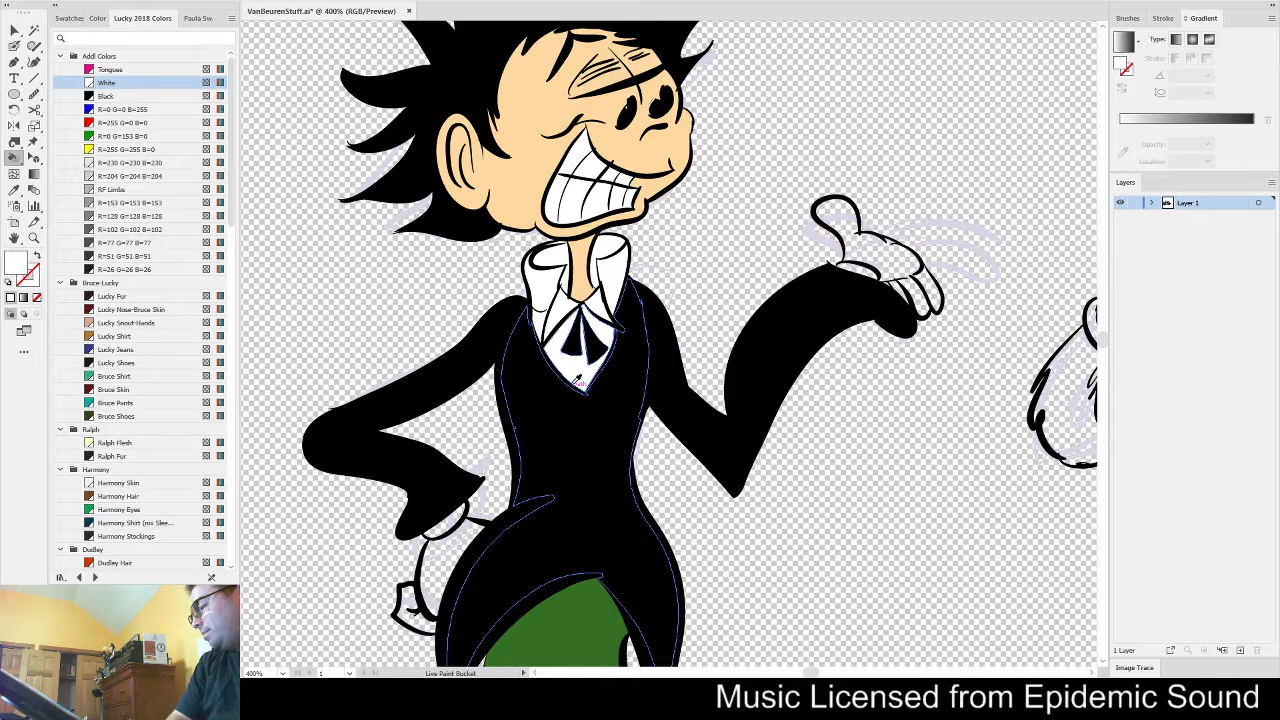 Swatches Color Lucky 2018 Colors Paula Sw.
VanBeurenStuff.ai* @ 400% (RGB/Preview)
Addl Colors
Tongues
White
Black
R=0 G=0 B=255
R=255 G=0 B=0
R=0 G=153 B=0
R=255 G=255 B=0
R=230 G=230 B=230
R=204 G=204 B=204
RF Limbs
R=153 G=153 B=153
R=128 G=128 B=128
R=102 G=102 B=102
R=77 G=77 B=77
R=51 G=51 B=51
R=26 G=26 B=26
Bruce-Lucky
Lucky Fur
Lucky Nose-Bruce Skin
Lucky Snout-Hands
Lucky Shirt
Lucky Jeans
Lucky Shoes
Bruce Shirt
Bruce Skin
Bruce Pants
Bruce Shoes
Ralph
Ralph Flesh
Ralph Fur
Harmony
Harmony Skin
Harmony Hair
Harmony Eyes
Harmony Shirt (nix Slee...
Harmony Stockings
Dudley
Dudley Hair
400%
1
Live Paint Bucket
Brushes Stroke Gradient
Type:
Stroke:
Opacity:
Location:
Layers
Layer 1
1 Layer
Image Trace
Music Licensed from Epidemic Sound